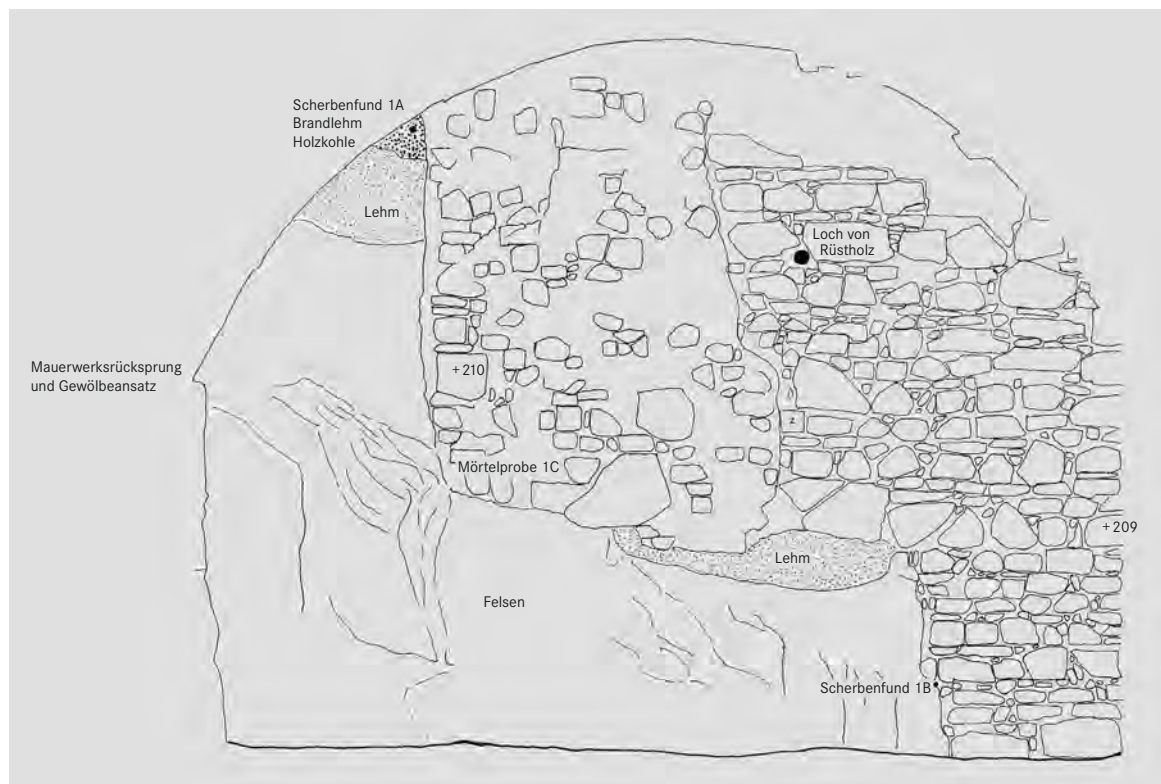 Scherbenfund 1A
Brandlehm
Holzkohle
Lehm
Loch von
Rüstholz
Mauerwerksrücksprung
und Gewölbeansatz
+210
z
Mörtelprobe 1C
+209
Lehm
Felsen
Scherbenfund 1B